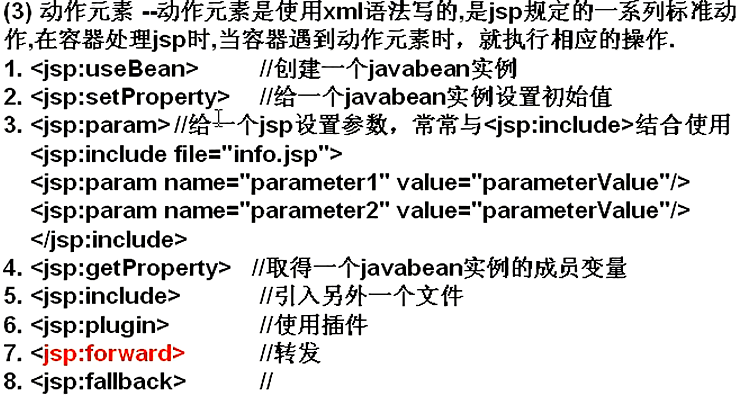 (3) 动作元素 --动作元素是使用xml语法写的,是jsp规定的一系列标准动
作,在容器处理jsp时,当容器遇到动作元素时，就执行相应的操作.
1. <jsp:useBean> //创建一个javabean实例
2. <jsp:setProperty> //给一个javabean实例设置初始值
3. <jsp:param> //给一个jsp设置参数，常常与<jsp:include>结合使用
<jsp:include file="info.jsp">
<jsp:param name="parameter1" value="parameterValue"/>
<jsp:param name="parameter2" value="parameterValue"/>
</jsp:include>
4. <jsp:getProperty> //取得一个javabean实例的成员变量
5. <jsp:include> //引入另外一个文件
6. <jsp:plugin> //使用插件
7. <jsp:forward> //转发
8. <jsp:fallback> //